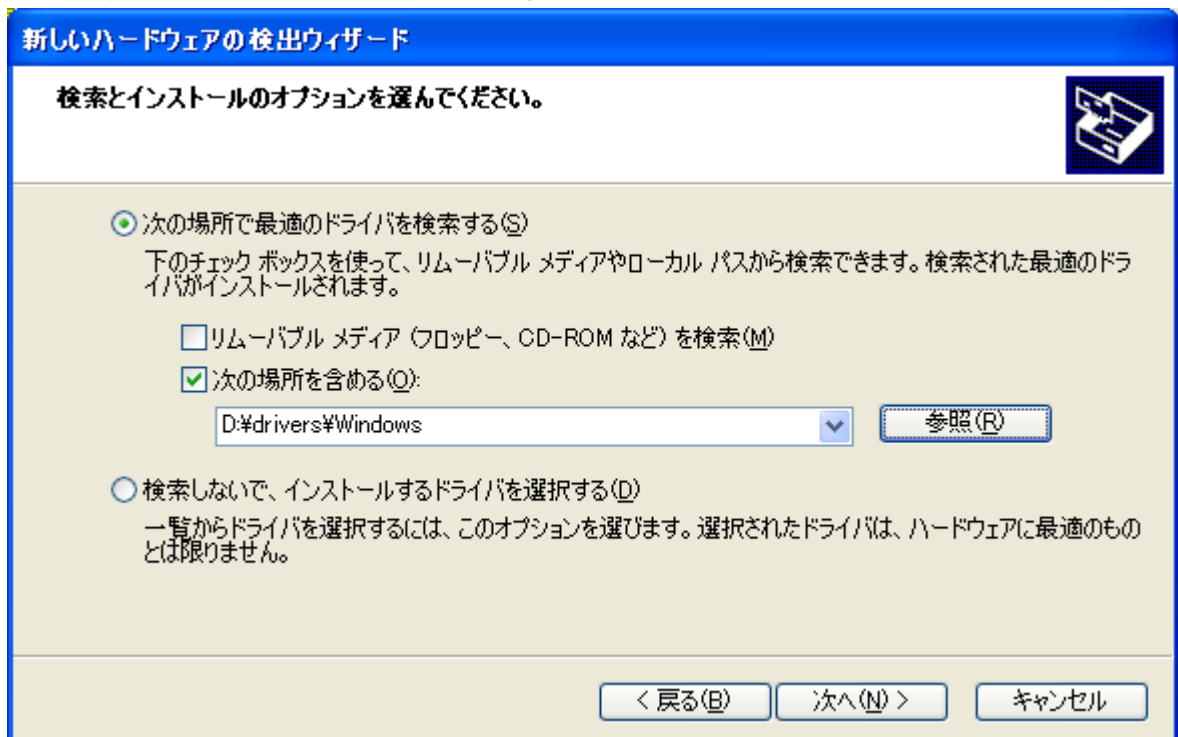 新しいハードウェアの検出ウィザード
検索とインストールのオプションを選んでください。
次の場所で最適のドライバを検索する(S)
下のチェック ボックスを使って、リムーバブル メディアやローカル パスから検索できます。検索された最適のドラ
イバがインストールされます。
リムーバブル メディア (フロッピー、CD-ROM など) を検索(M)
次の場所を含める(O):
D:¥drivers¥Windows
参照(R)
検索しないで、インストールするドライバを選択する(D)
一覧からドライバを選択するには、このオプションを選びます。選択されたドライバは、ハードウェアに最適のもの
とは限りません。
< 戻る(B) 次へ(N) > キャンセル